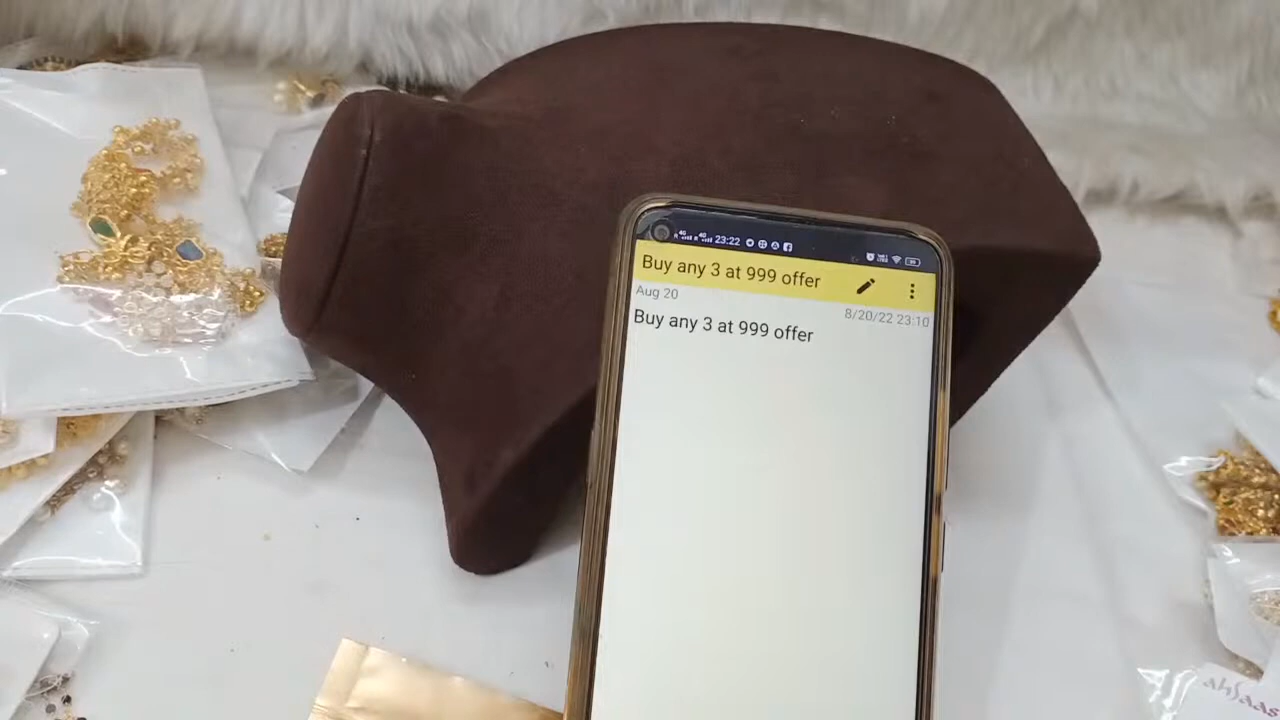 23:22
Buy any 3 at 999 offer
Aug 20
8/20/22 23:10
Buy any 3 at 999 offer
ahsaas